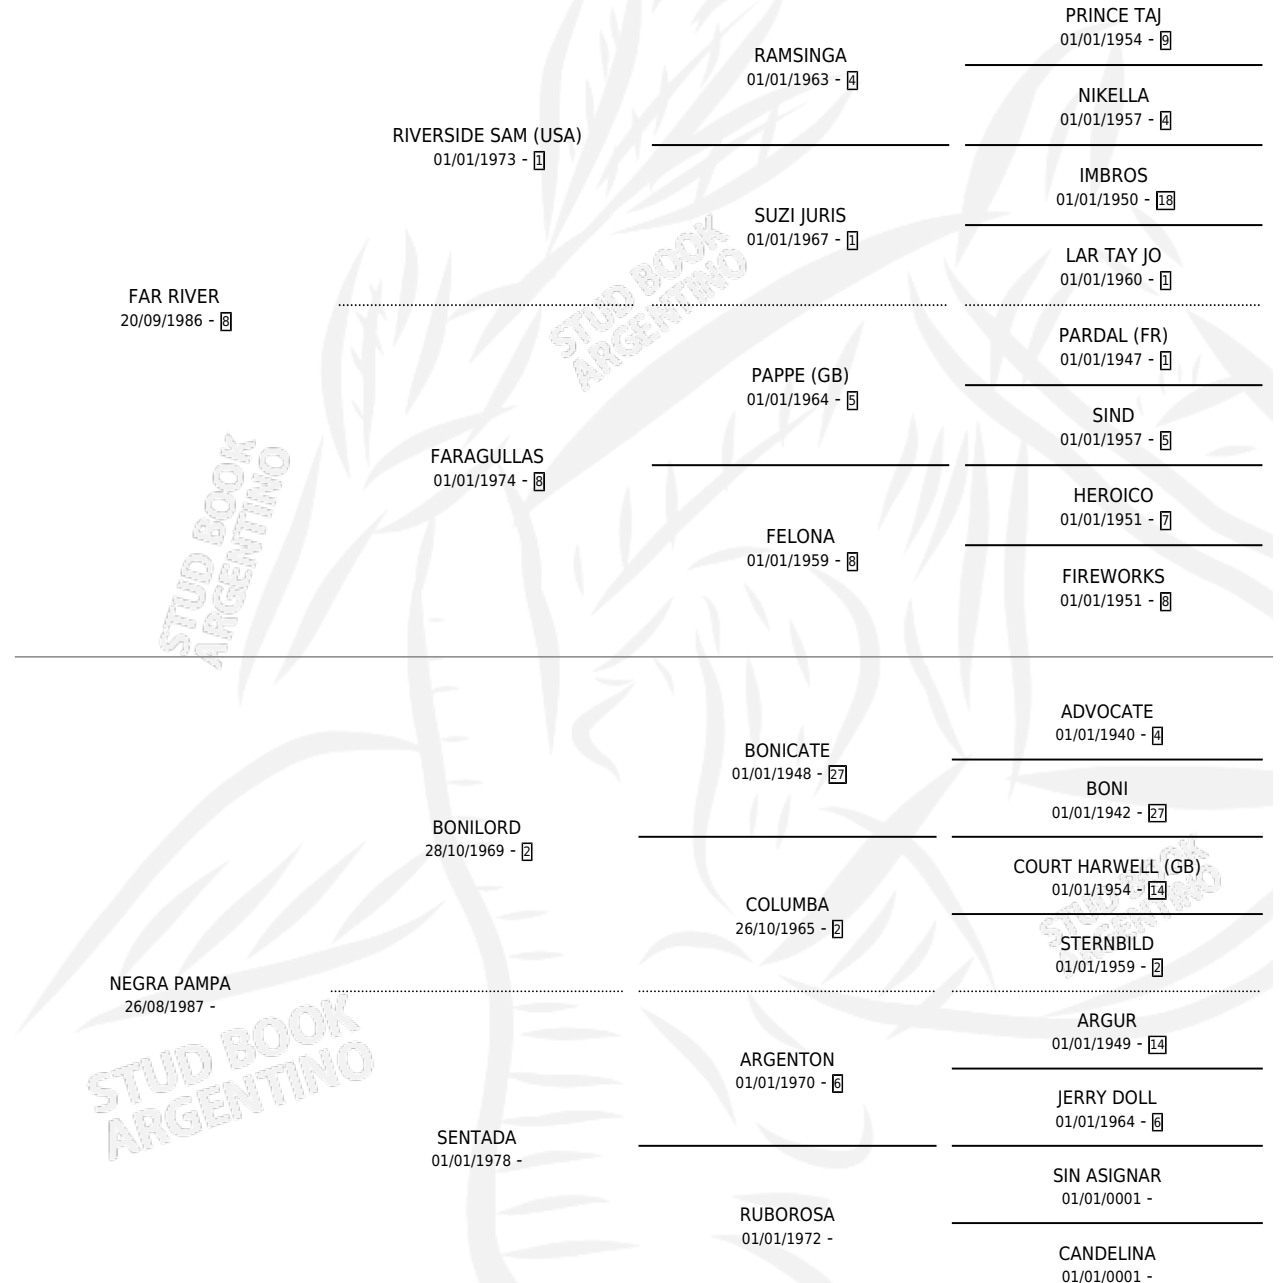 PRINCE TAJ
01/01/1954 - 9
RAMSINGA
01/01/1963 - 4
NIKELLA
01/01/1957 - 4
RIVERSIDE SAM (USA)
01/01/1973 - 1
IMBROS
01/01/1950 - 18
SUZI JURIS
01/01/1967 - 1
LAR TAY JO
01/01/1960 - 1
FAR RIVER
20/09/1986 - 8
PARDAL (FR)
01/01/1947 - 1
PAPPE (GB)
01/01/1964 - 5
SIND
01/01/1957 - 5
FARAGULLAS
01/01/1974 - 8
HEROICO
01/01/1951 - 7
FELONA
01/01/1959 - 8
FIREWORKS
01/01/1951 - 8
ADVOCATE
01/01/1940 - 4
BONICATE
01/01/1948 - 27
BONI
01/01/1942 - 27
BONILORD
28/10/1969 - 2
COURT HARWELL (GB)
01/01/1954 - 14
COLUMBA
26/10/1965 - 2
STERNBILD
01/01/1959 - 2
NEGRA PAMPA
26/08/1987 -
ARGUR
01/01/1949 - 14
ARGENTON
01/01/1970 - 6
JERRY DOLL
01/01/1964 - 6
SENTADA
01/01/1978 -
SIN ASIGNAR
01/01/0001 -
RUBOROSA
01/01/1972 -
CANDELINA
01/01/0001 -
STUD BOOK
ARGENTINO
STUD BOOK
ARGENTINO
STUD BOOK
ARGENTINO
STUD BOOK
ARGENTINO